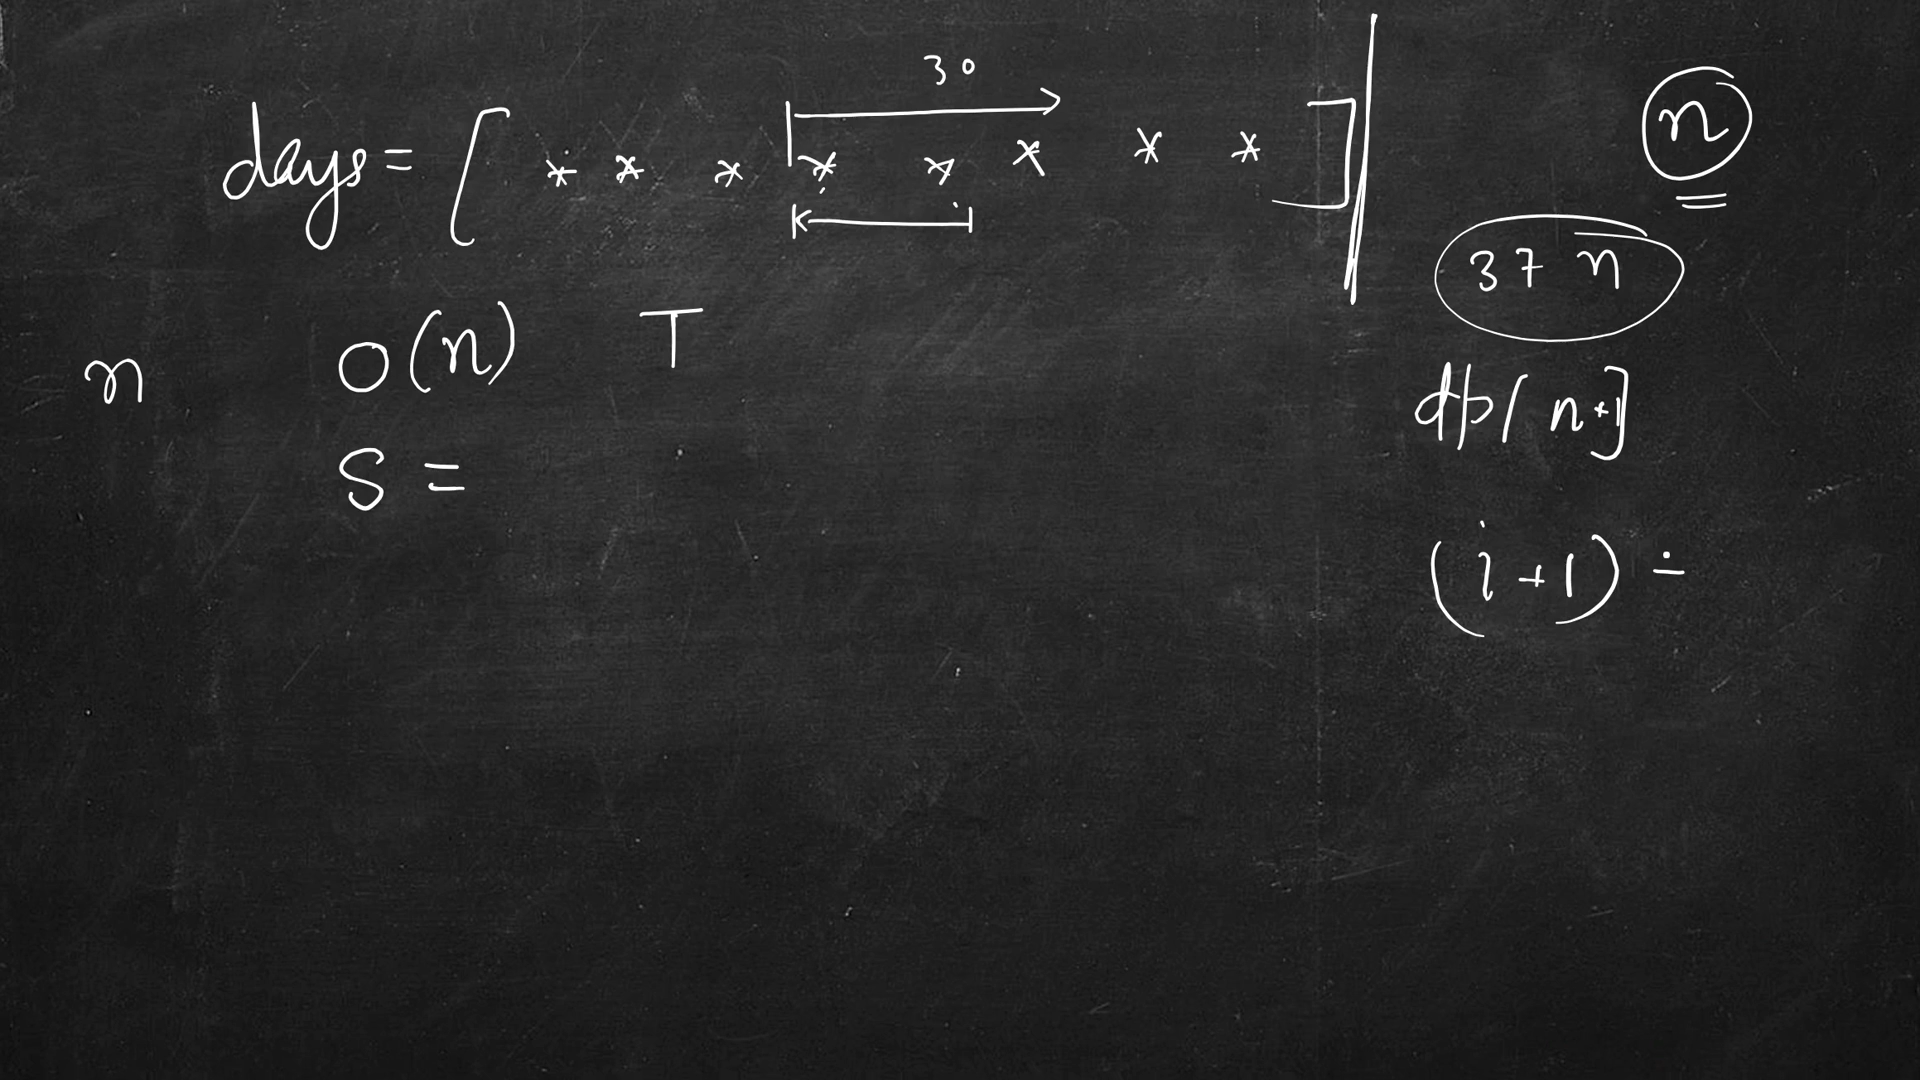 30
days = [ * * * * * * * * ]
n
37 n
n O(n) T
dp[n+1]
S =
(i+1) =